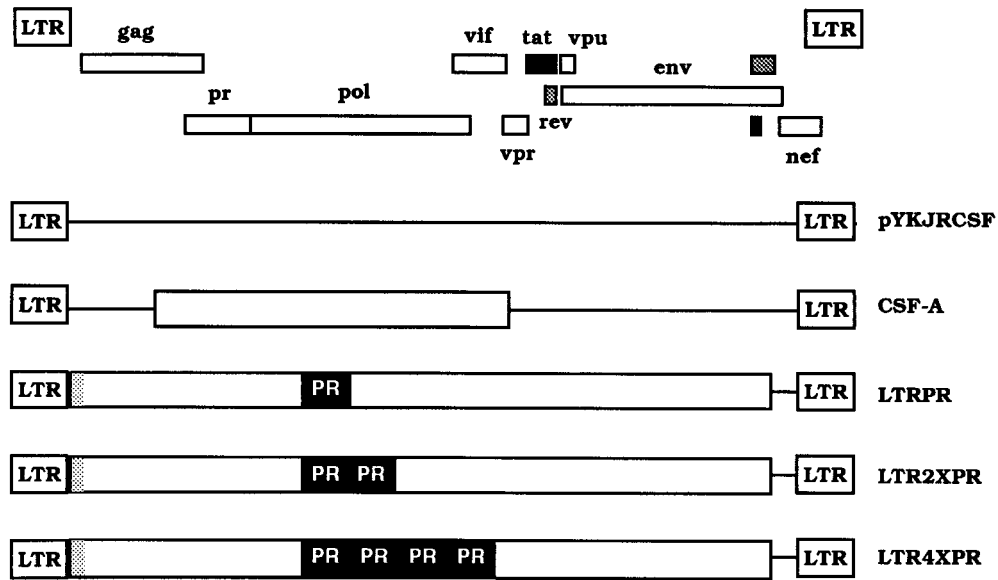 LTR LTR
gag vif tat vpu
pr pol env
rev
vpr nef
LTR LTR pYKJRCSF
LTR LTR CSF-A
LTR PR LTR LTRPR
LTR PR PR LTR LTR2XPR
LTR PR PR PR PR LTR LTR4XPR